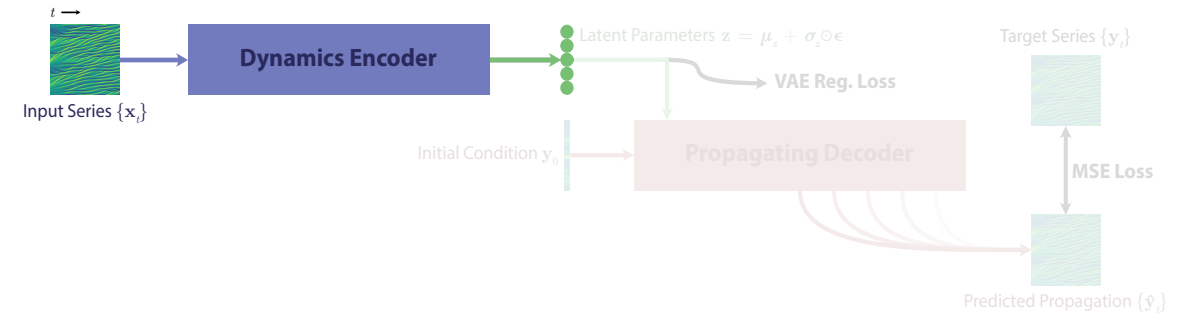 t →
Dynamics Encoder
Input Series {x_t}
Latent Parameters z = μ_z + σ_z⊙ϵ
VAE Reg. Loss
Target Series {y_t}
Initial Condition y_0
Propagating Decoder
MSE Loss
Predicted Propagation {ŷ_t}